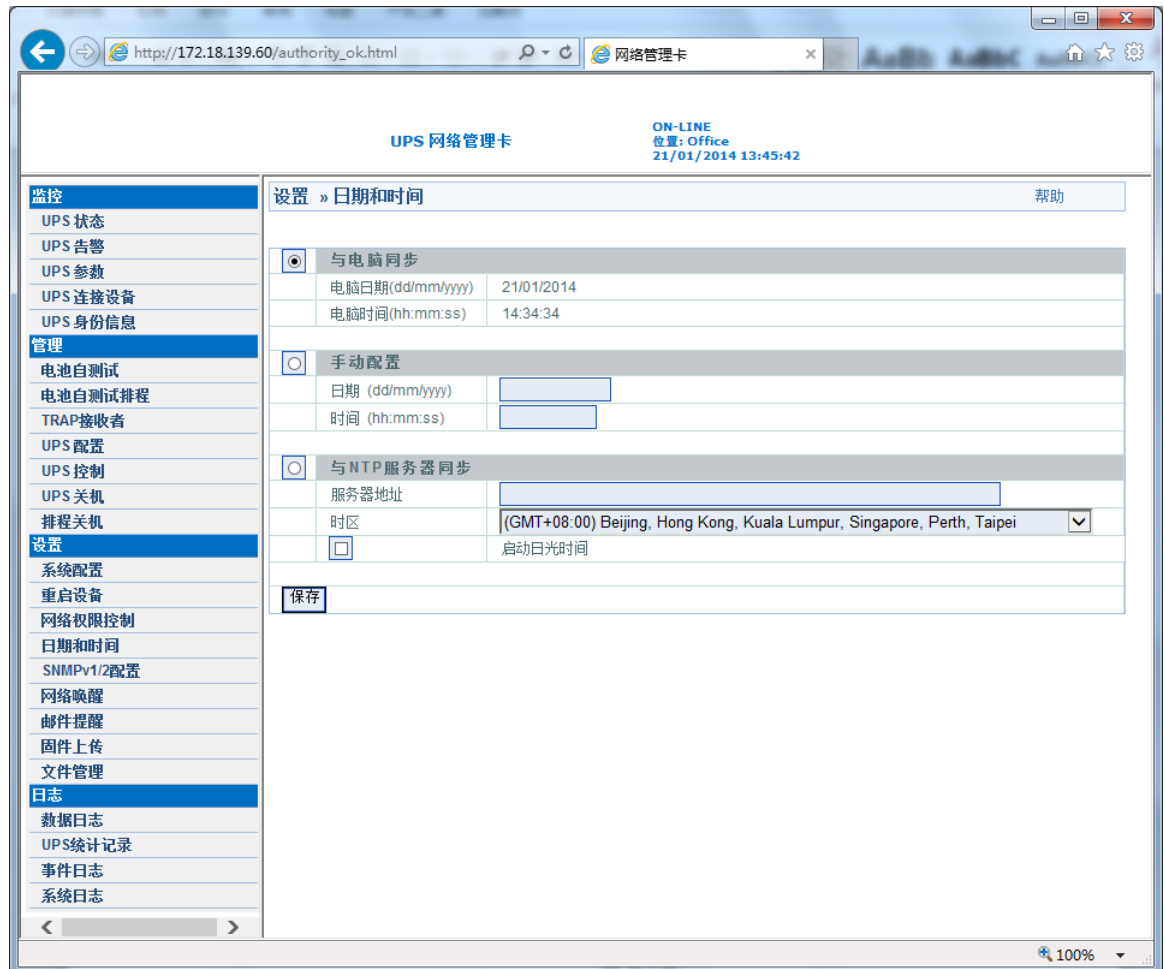 http://172.18.139.60/authority_ok.html
网络管理卡
UPS 网络管理卡
ON-LINE
位置: Office
21/01/2014 13:45:42
监控
UPS 状态
UPS 告警
UPS 参数
UPS 连接设备
UPS 身份信息
管理
电池自测试
电池自测试排程
TRAP接收者
UPS 配置
UPS 控制
UPS 关机
排程关机
设置
系统配置
重启设备
网络权限控制
日期和时间
SNMPv1/2配置
网络唤醒
邮件提醒
固件上传
文件管理
日志
数据日志
UPS统计记录
事件日志
系统日志
设置 » 日期和时间
帮助
与电脑同步
电脑日期(dd/mm/yyyy) 21/01/2014
电脑时间(hh:mm:ss) 14:34:34
手动配置
日期 (dd/mm/yyyy)
时间 (hh:mm:ss)
与NTP服务器同步
服务器地址
时区 (GMT+08:00) Beijing, Hong Kong, Kuala Lumpur, Singapore, Perth, Taipei
启动日光时间
保存
100%